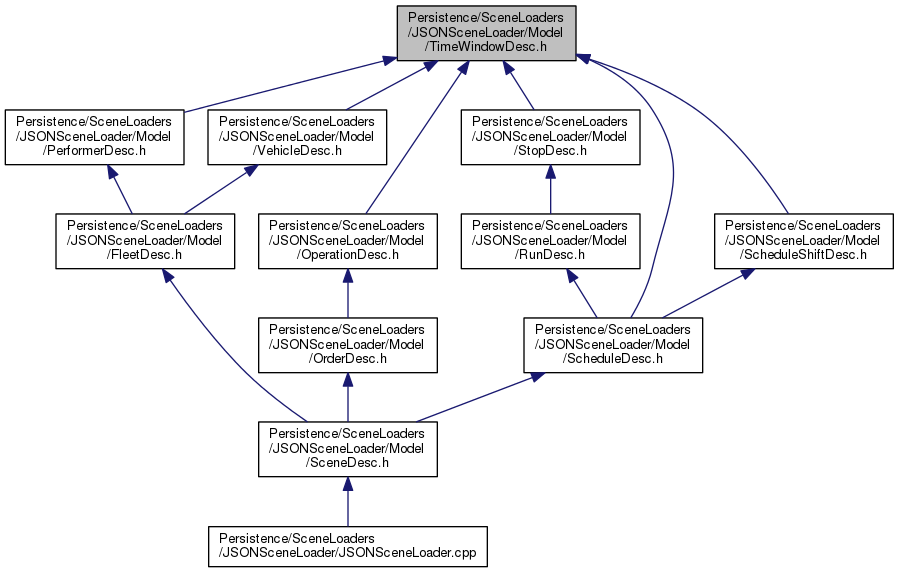 Persistence/SceneLoaders
/JSONSceneLoader/Model
/TimeWindowDesc.h
Persistence/SceneLoaders
/JSONSceneLoader/Model
/PerformerDesc.h
Persistence/SceneLoaders
/JSONSceneLoader/Model
/VehicleDesc.h
Persistence/SceneLoaders
/JSONSceneLoader/Model
/StopDesc.h
Persistence/SceneLoaders
/JSONSceneLoader/Model
/FleetDesc.h
Persistence/SceneLoaders
/JSONSceneLoader/Model
/OperationDesc.h
Persistence/SceneLoaders
/JSONSceneLoader/Model
/RunDesc.h
Persistence/SceneLoaders
/JSONSceneLoader/Model
/ScheduleShiftDesc.h
Persistence/SceneLoaders
/JSONSceneLoader/Model
/OrderDesc.h
Persistence/SceneLoaders
/JSONSceneLoader/Model
/ScheduleDesc.h
Persistence/SceneLoaders
/JSONSceneLoader/Model
/SceneDesc.h
Persistence/SceneLoaders
/JSONSceneLoader/JSONSceneLoader.cpp